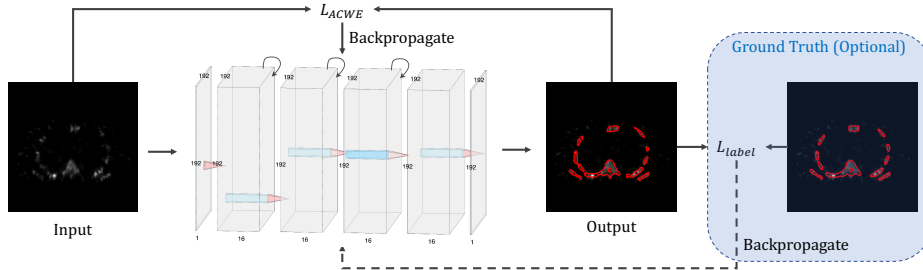 L_ACWE
Backpropagate
Ground Truth (Optional)
192 192 192 192 192 192
192 192 192 192 192 192
L_label
Input
1 16 16 16 16 1
Output
Backpropagate